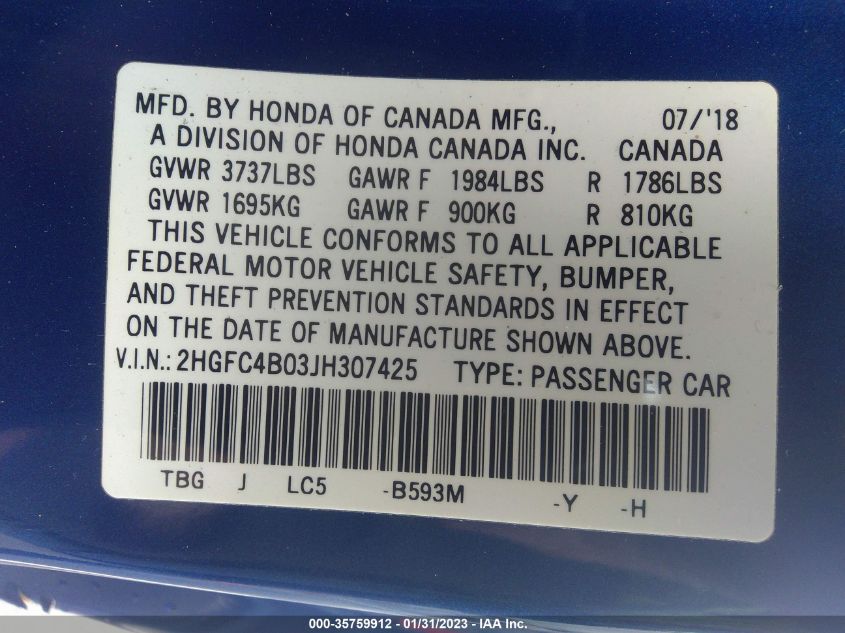 MFD. BY HONDA OF CANADA MFG., 07/'18
A DIVISION OF HONDA CANADA INC. CANADA
GVWR 3737LBS GAWR F 1984LBS R 1786LBS
GVWR 1695KG GAWR F 900KG R 810KG
THIS VEHICLE CONFORMS TO ALL APPLICABLE
FEDERAL MOTOR VEHICLE SAFETY, BUMPER,
AND THEFT PREVENTION STANDARDS IN EFFECT
ON THE DATE OF MANUFACTURE SHOWN ABOVE.
V.I.N.: 2HGFC4B03JH307425 TYPE: PASSENGER CAR
TBG J LC5 -B593M -Y -H
000-35759912 - 01/31/2023 - © IAA Inc.